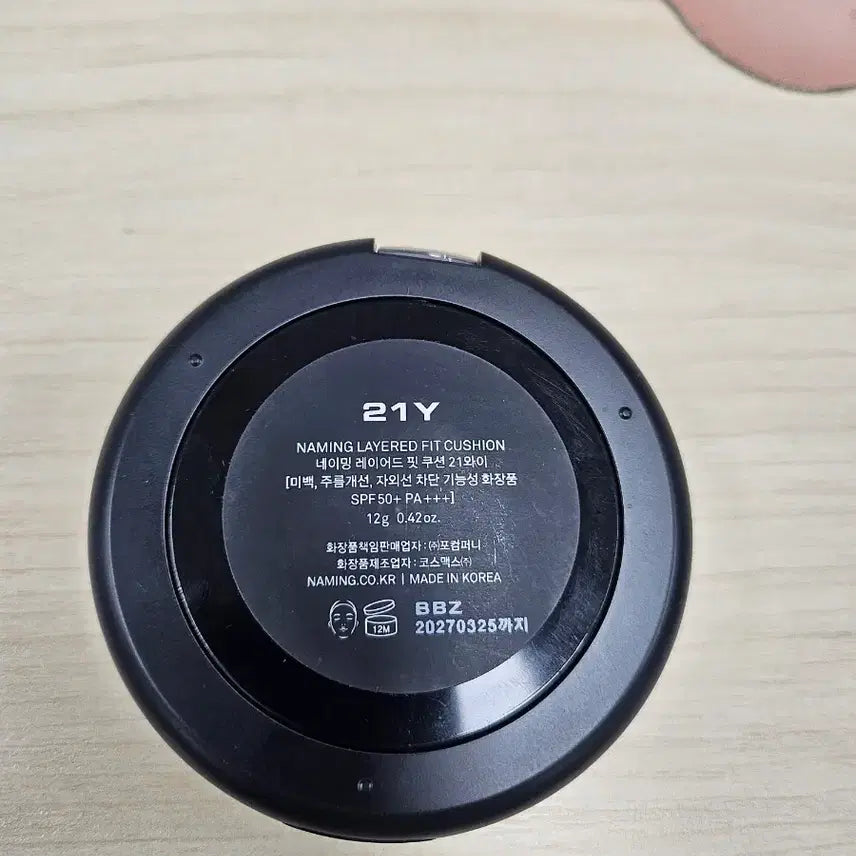 21Y
NAMING LAYERED FIT CUSHION
네이밍 레이어드 핏 쿠션 21와이
[미백, 주름개선, 자외선 차단 기능성 화장품
SPF50+ PA+++]
12g 0.42oz.
화장품책임판매업자 : ㈜포컴퍼니
화장품제조업자 : 코스맥스㈜
NAMING.CO.KR | MADE IN KOREA
12M
BBZ
20270325까지